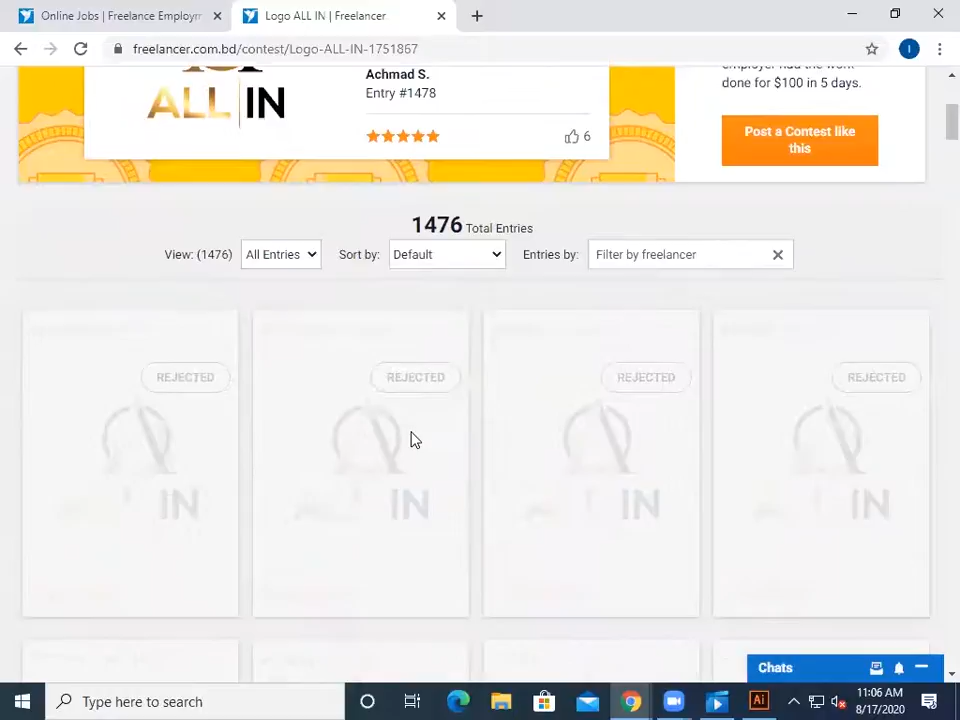 Online Jobs | Freelance Employm
Logo ALL IN | Freelancer
freelancer.com.bd/contest/Logo-ALL-IN-1751867
I
ALL IN
Achmad S.
Entry #1478
6
employer had the work
done for $100 in 5 days.
Post a Contest like
this
1476 Total Entries
View: (1476) All Entries Sort by: Default Entries by: Filter by freelancer
REJECTED REJECTED REJECTED REJECTED
IN IN IN IN
Chats
Type here to search
Ai
11:06 AM
8/17/2020